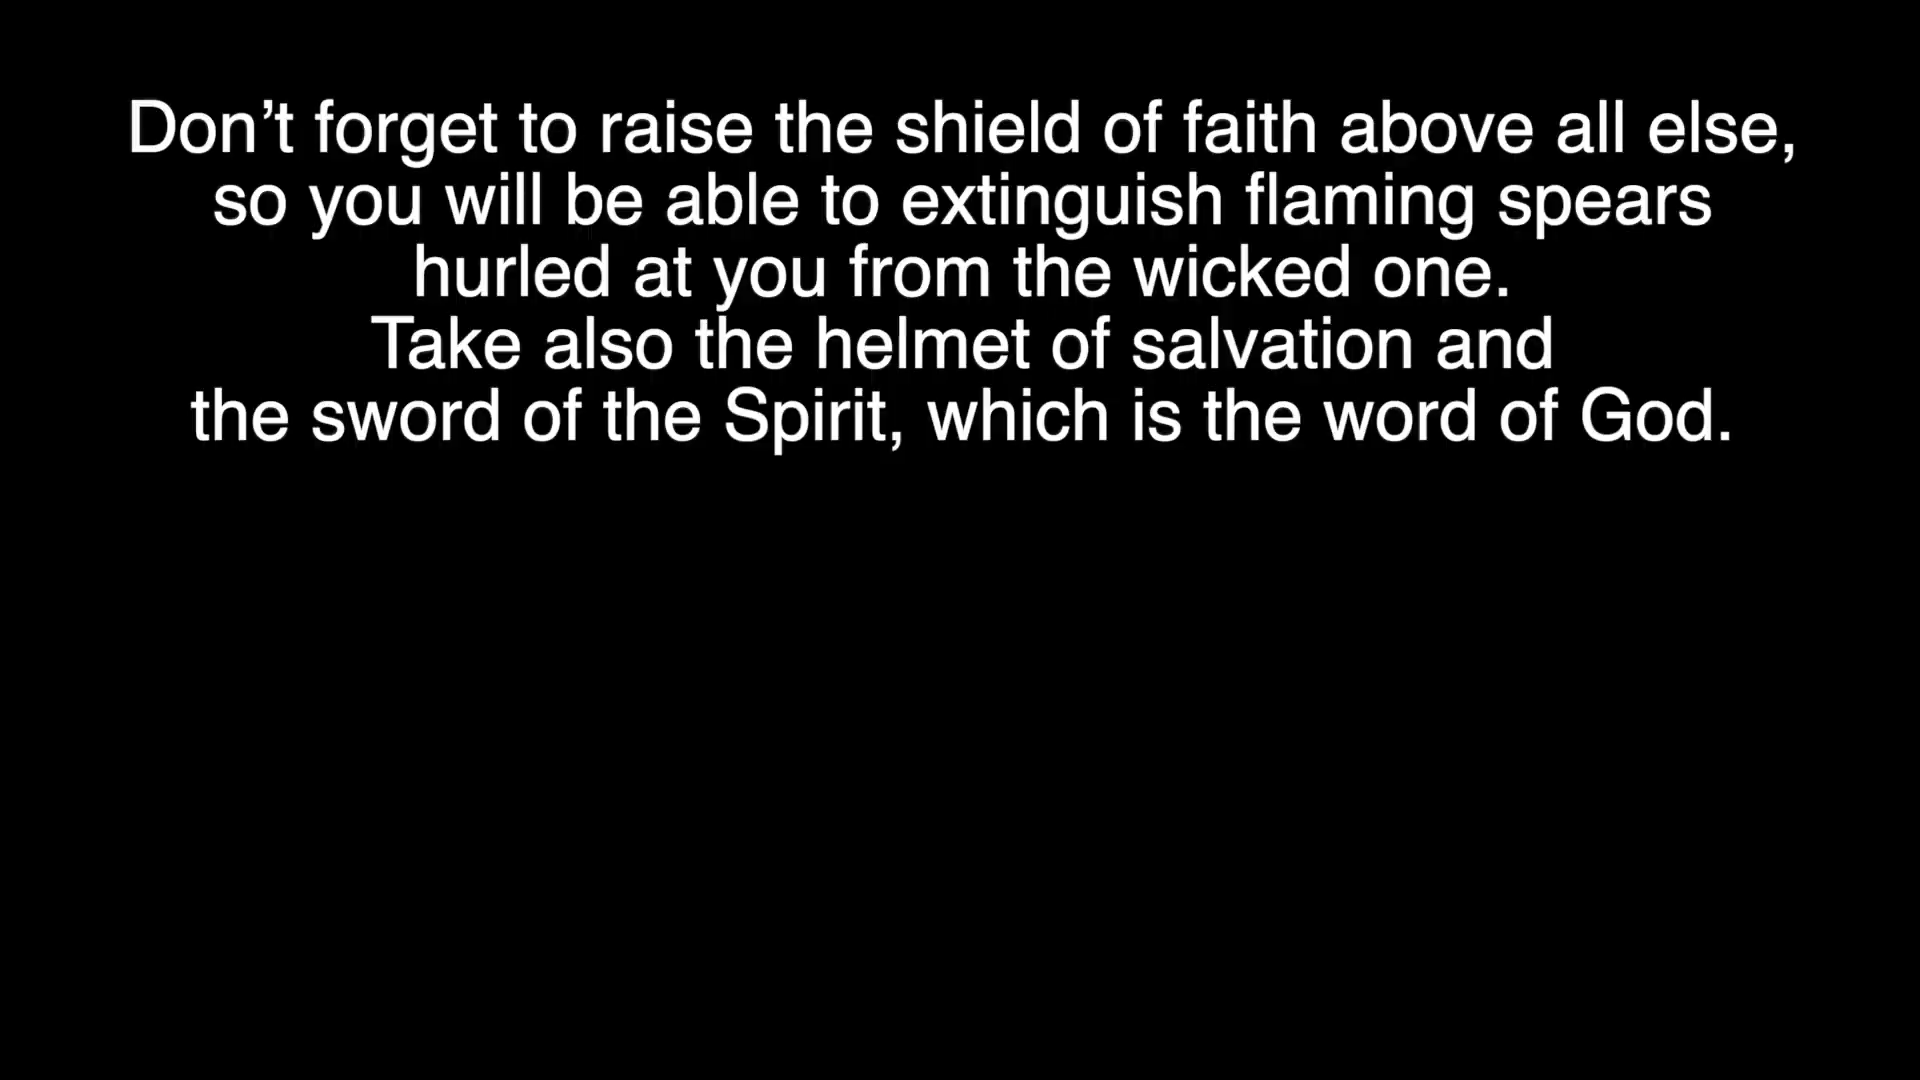 Don’t forget to raise the shield of faith above all else,
so you will be able to extinguish flaming spears
hurled at you from the wicked one.
Take also the helmet of salvation and
the sword of the Spirit, which is the word of God.